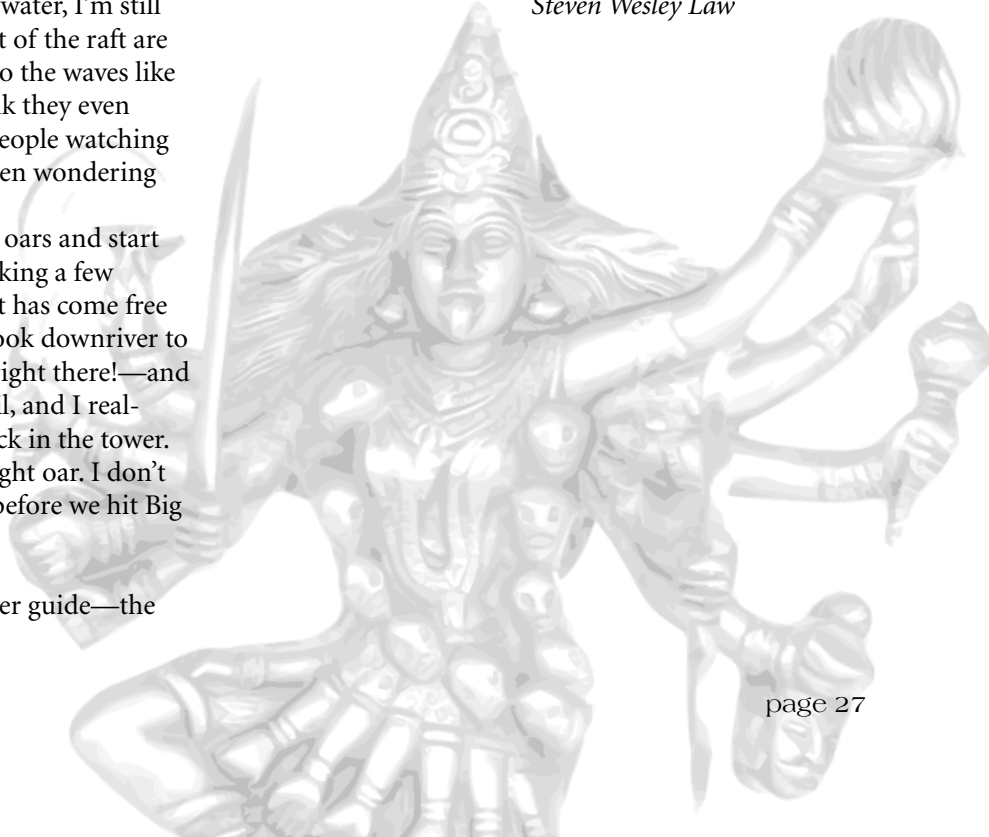 water, I’m still
t of the raft are
o the waves like
k they even
eople watching
en wondering
oars and start
king a few
t has come free
ook downriver to
ight there!—and
il, and I real-
ck in the tower.
ght oar. I don’t
before we hit Big
er guide—the
Steven Wesley Law
page 27